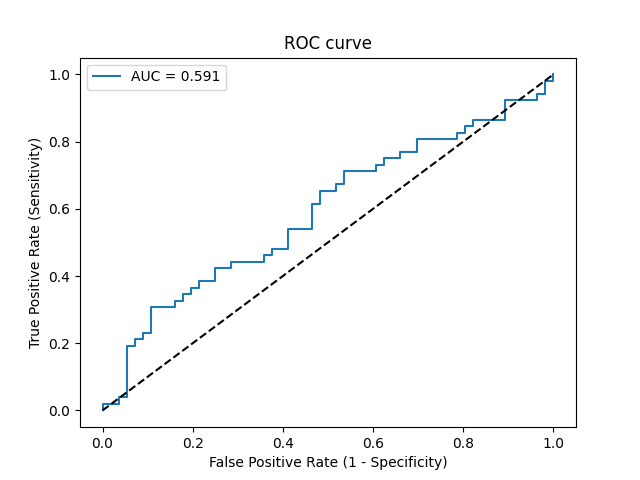 ROC curve
AUC = 0.591
1.0
0.8
0.6
0.4
0.2
0.0
True Positive Rate (Sensitivity)
0.0 0.2 0.4 0.6 0.8 1.0
False Positive Rate (1 - Specificity)